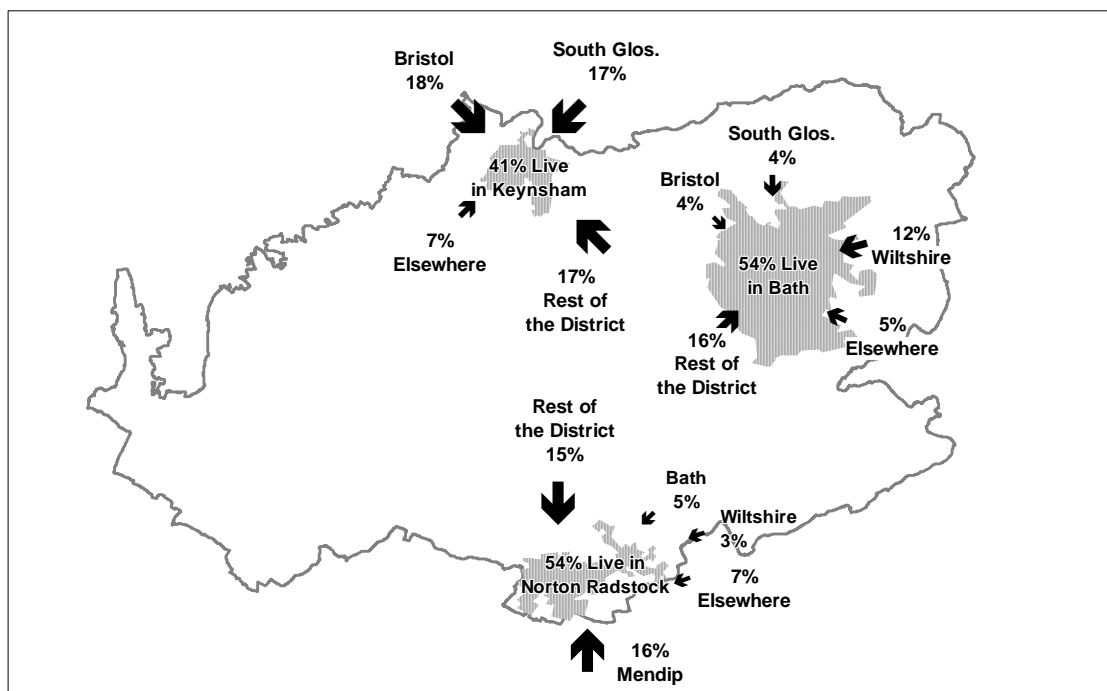 Bristol
18%
South Glos.
17%
41% Live
in Keynsham
7%
Elsewhere
17%
Rest of
the District
South Glos.
4%
Bristol
4%
12%
Wiltshire
54% Live
in Bath
5%
Elsewhere
16%
Rest of
the District
Rest of
the District
15%
Bath
5%
Wiltshire
3%
54% Live in
Norton Radstock
7%
Elsewhere
16%
Mendip